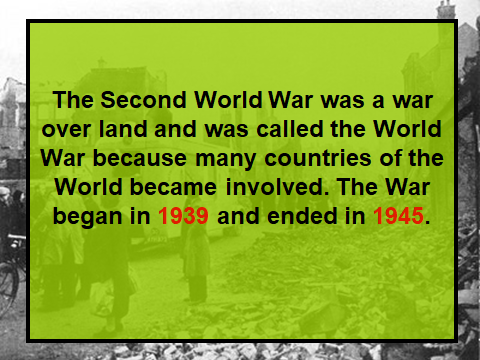 The Second World War was a war
over land and was called the World
War because many countries of the
World became involved. The War
began in 1939 and ended in 1945.